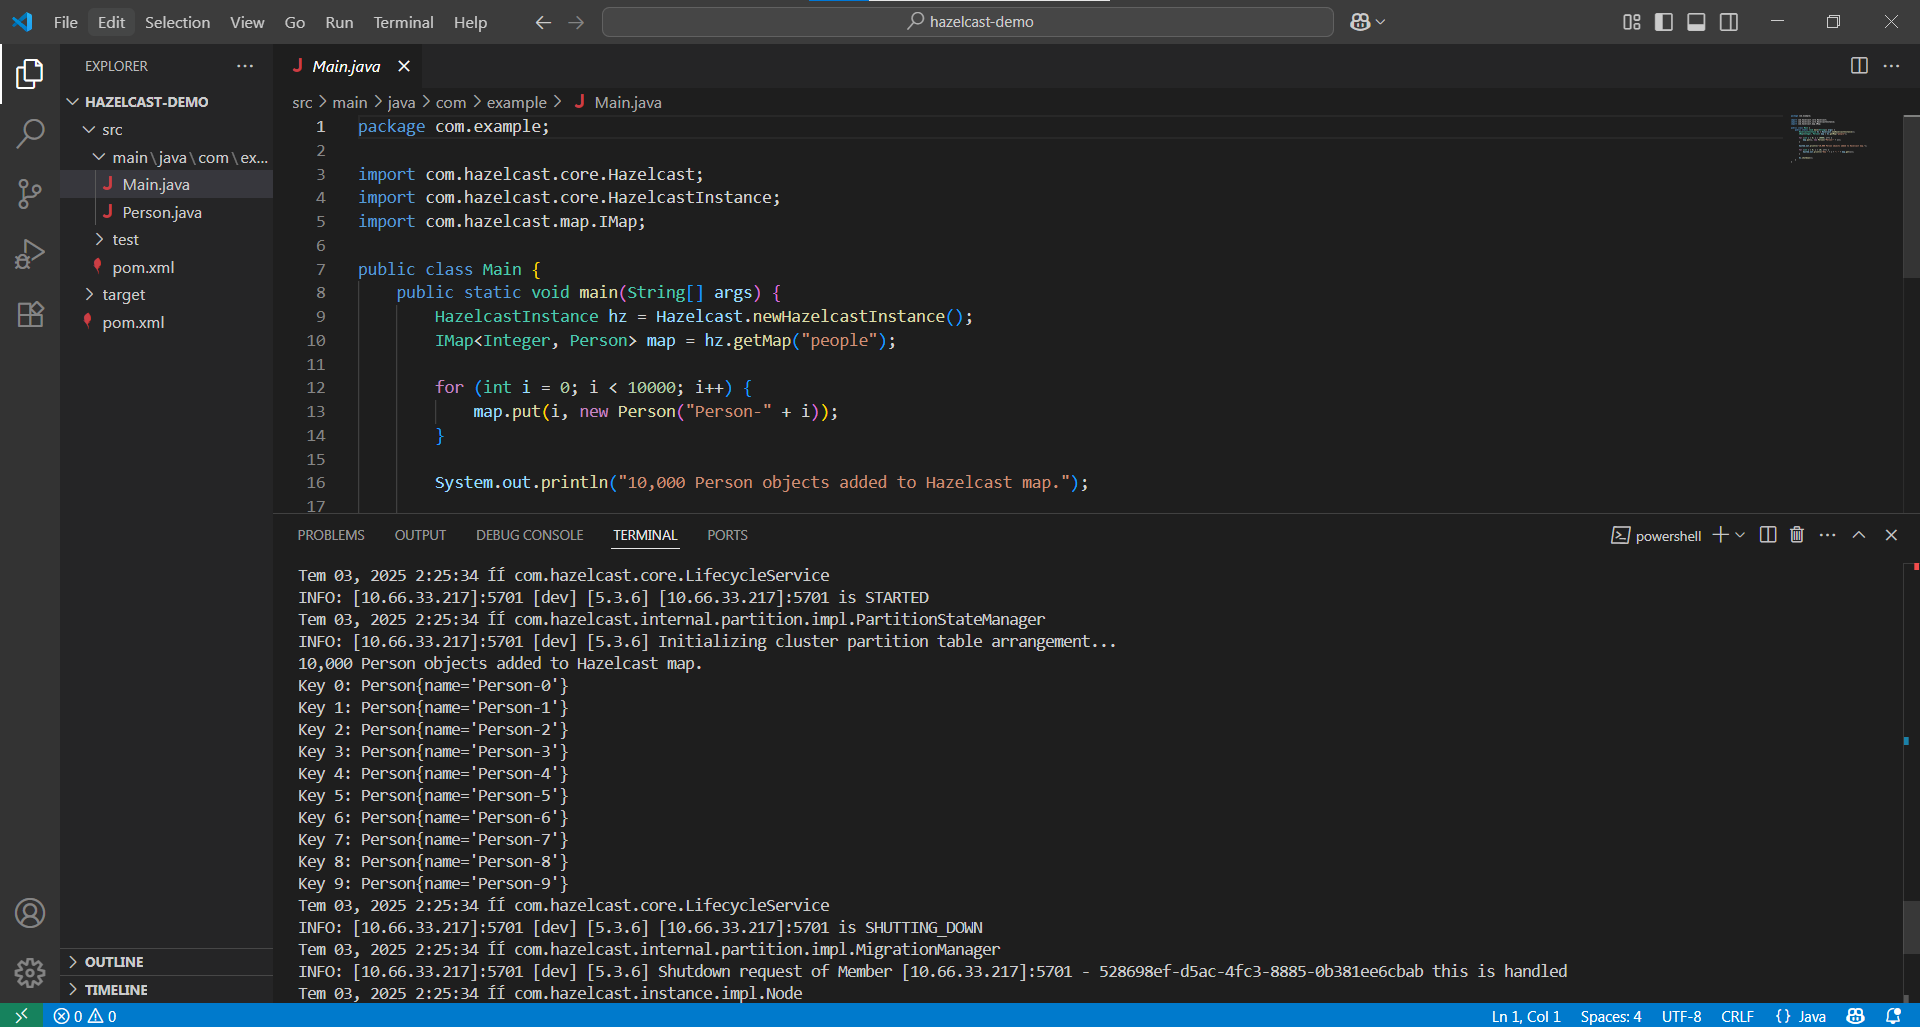 File Edit Selection View Go Run Terminal Help
hazelcast-demo
EXPLORER
HAZELCAST-DEMO
src
main\java\com\ex...
Main.java
Person.java
test
pom.xml
target
pom.xml
OUTLINE
TIMELINE
Main.java
src > main > java > com > example > Main.java
1 package com.example;
2
3 import com.hazelcast.core.Hazelcast;
4 import com.hazelcast.core.HazelcastInstance;
5 import com.hazelcast.map.IMap;
6
7 public class Main {
8 public static void main(String[] args) {
9 HazelcastInstance hz = Hazelcast.newHazelcastInstance();
10 IMap<Integer, Person> map = hz.getMap("people");
11
12 for (int i = 0; i < 10000; i++) {
13 map.put(i, new Person("Person-" + i));
14 }
15
16 System.out.println("10,000 Person objects added to Hazelcast map.");
17
PROBLEMS OUTPUT DEBUG CONSOLE TERMINAL PORTS
powershell
Tem 03, 2025 2:25:34 ÍÍ com.hazelcast.core.LifecycleService
INFO: [10.66.33.217]:5701 [dev] [5.3.6] [10.66.33.217]:5701 is STARTED
Tem 03, 2025 2:25:34 ÍÍ com.hazelcast.internal.partition.impl.PartitionStateManager
INFO: [10.66.33.217]:5701 [dev] [5.3.6] Initializing cluster partition table arrangement...
10,000 Person objects added to Hazelcast map.
Key 0: Person{name='Person-0'}
Key 1: Person{name='Person-1'}
Key 2: Person{name='Person-2'}
Key 3: Person{name='Person-3'}
Key 4: Person{name='Person-4'}
Key 5: Person{name='Person-5'}
Key 6: Person{name='Person-6'}
Key 7: Person{name='Person-7'}
Key 8: Person{name='Person-8'}
Key 9: Person{name='Person-9'}
Tem 03, 2025 2:25:34 ÍÍ com.hazelcast.core.LifecycleService
INFO: [10.66.33.217]:5701 [dev] [5.3.6] [10.66.33.217]:5701 is SHUTTING_DOWN
Tem 03, 2025 2:25:34 ÍÍ com.hazelcast.internal.partition.impl.MigrationManager
INFO: [10.66.33.217]:5701 [dev] [5.3.6] Shutdown request of Member [10.66.33.217]:5701 - 528698ef-d5ac-4fc3-8885-0b381ee6cbab this is handled
Tem 03, 2025 2:25:34 ÍÍ com.hazelcast.instance.impl.Node
0 0
Ln 1, Col 1 Spaces: 4 UTF-8 CRLF {} Java